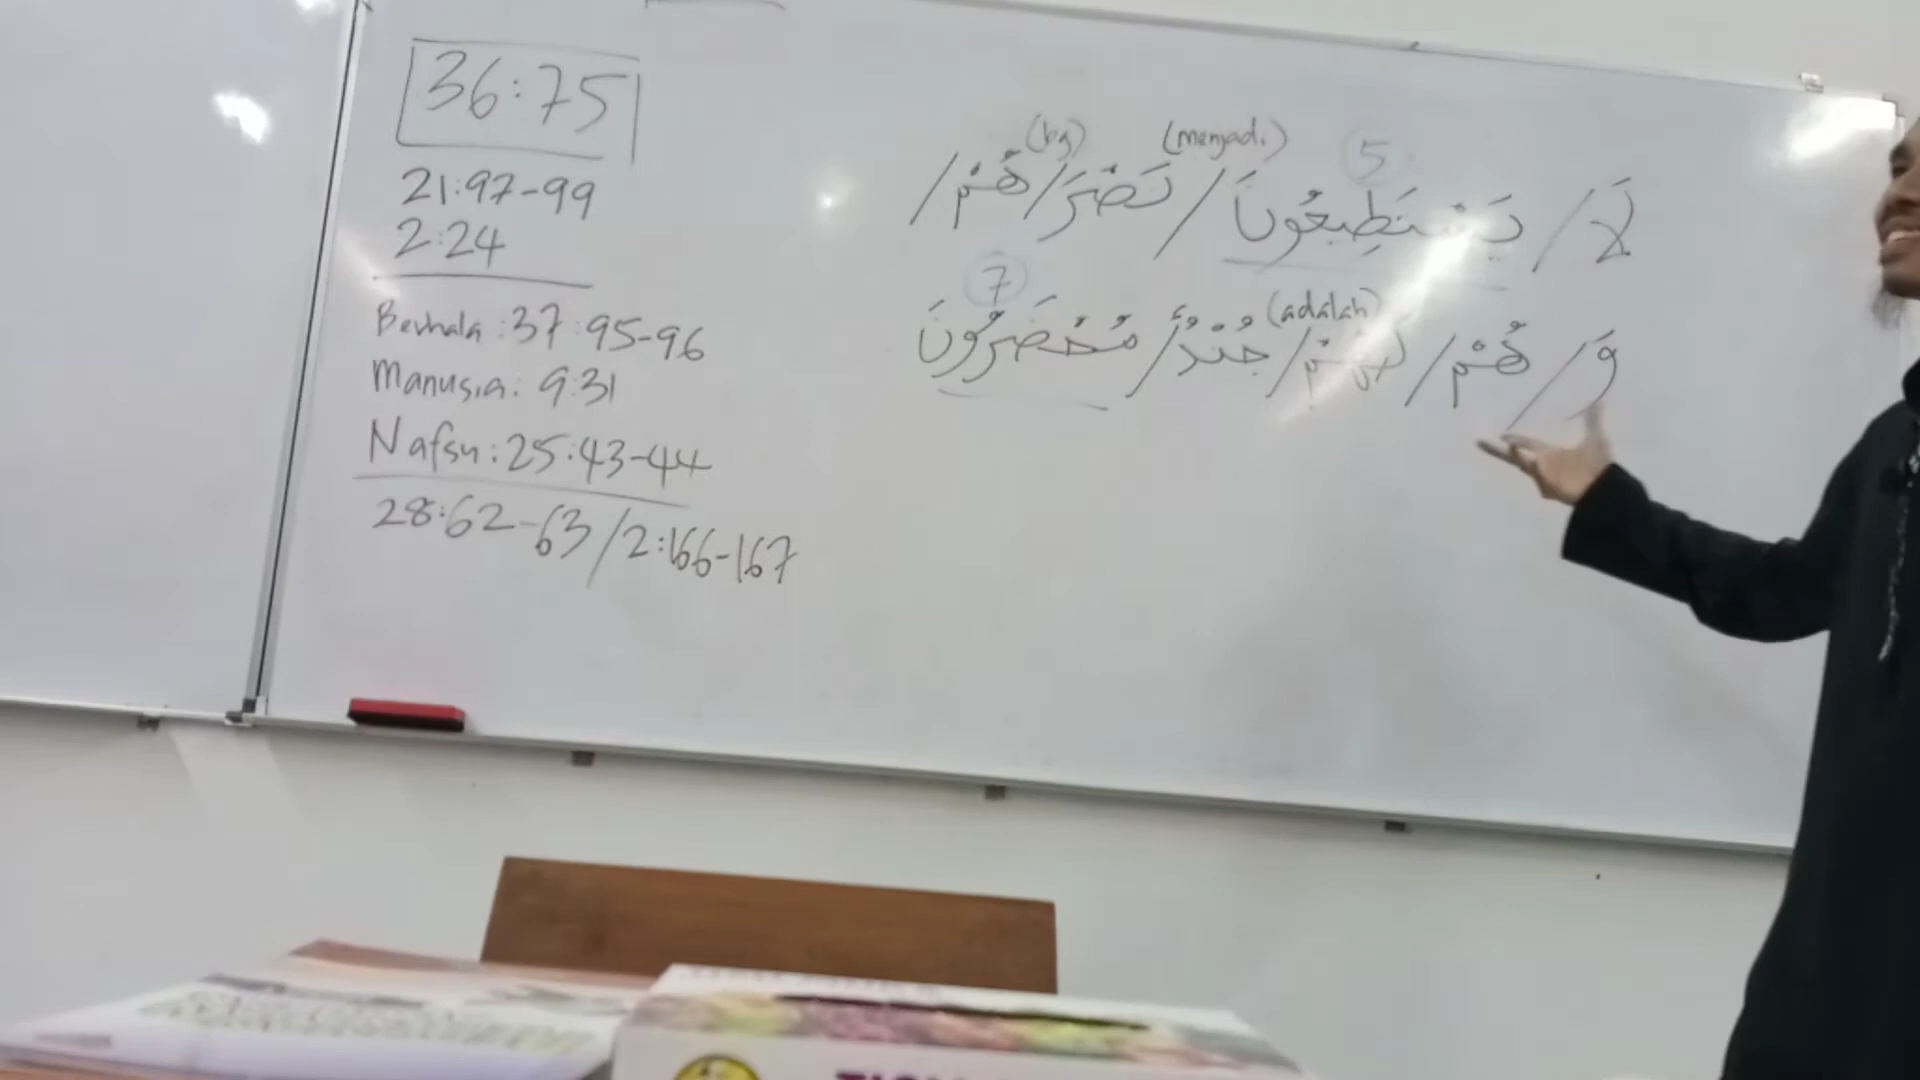 36:75
21:97-99
2:24
Berhala : 37:95-96
Manusia : 9:31
Nafsu : 25:43-44
28:62-63 / 2:166-167
(bg) (menjadi) 5
لَا / يَسْتَطِيعُونَ / نَصْرَ / هُمْ /
7 (adalah)
وَ / هُمْ / لَهُمْ / جُنْدٌ / مُحْضَرُونَ